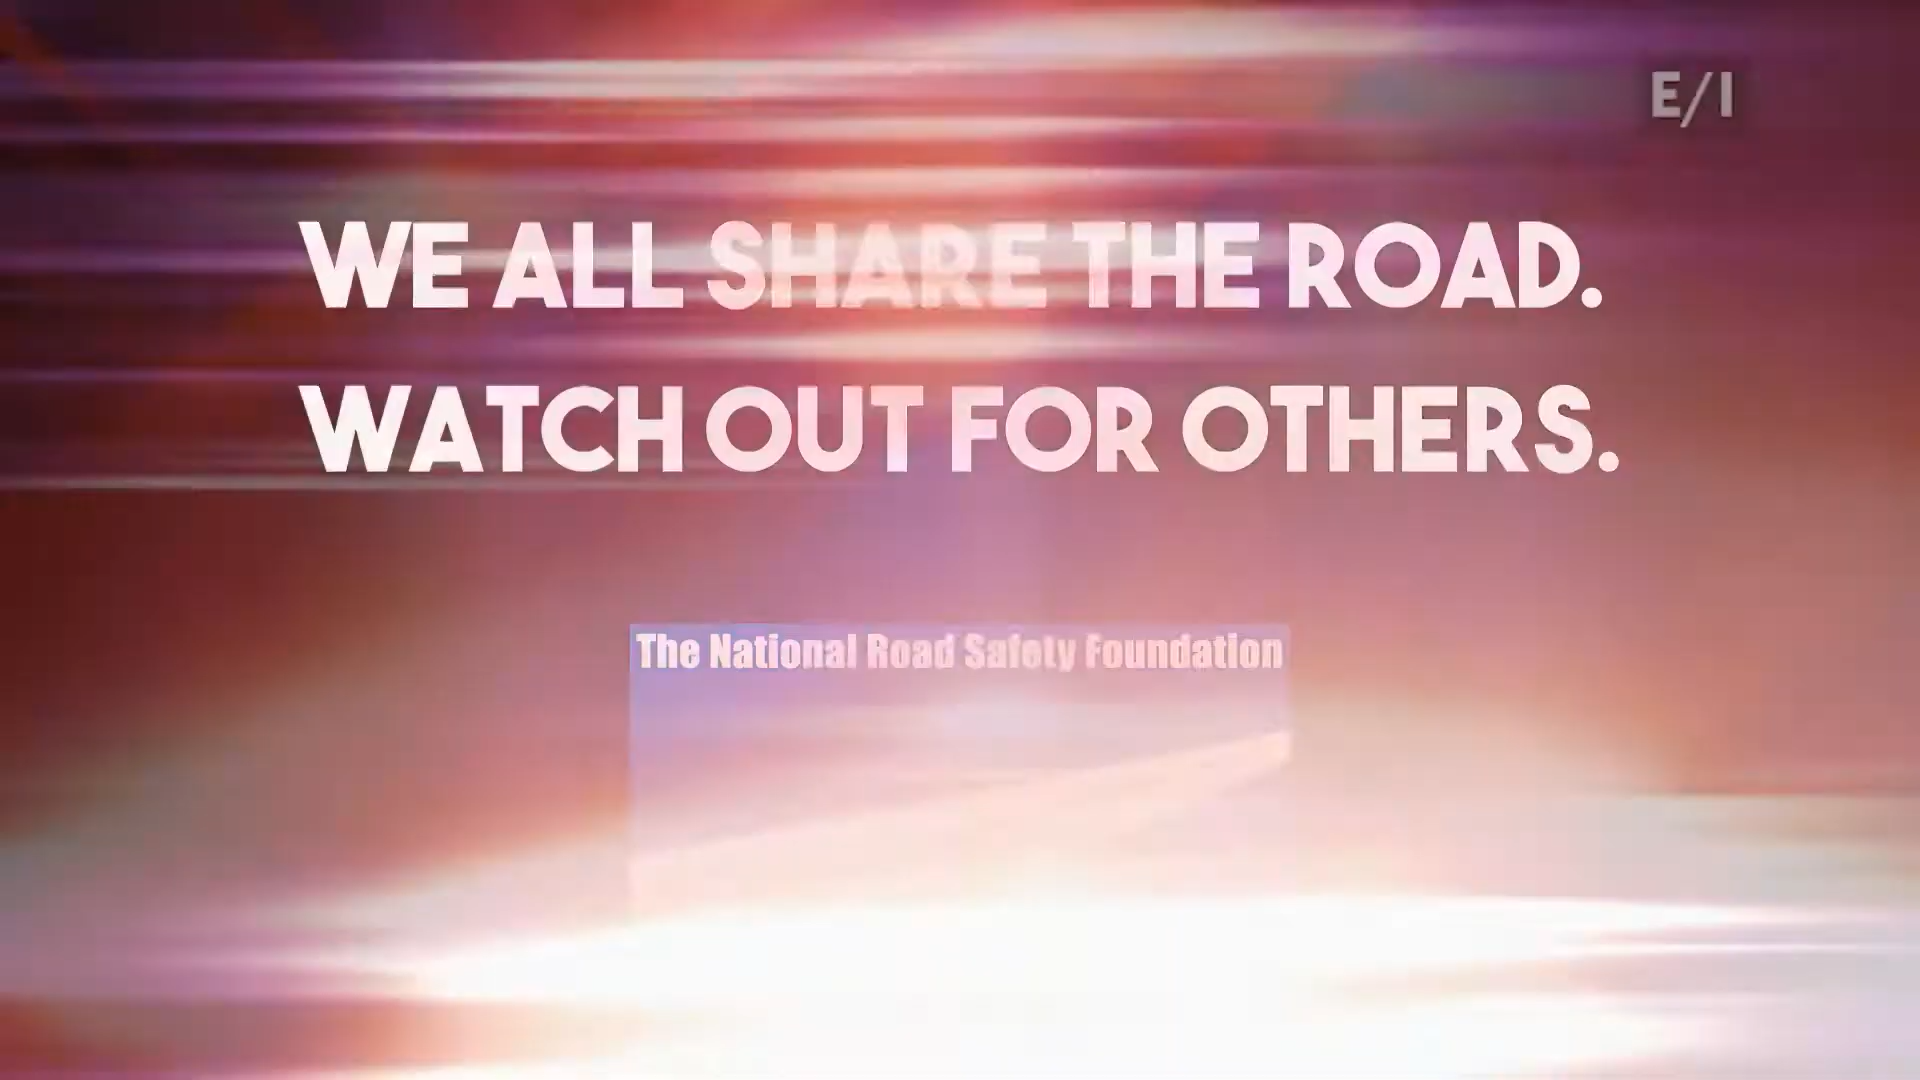 E/I
WE ALL SHARE THE ROAD.
WATCH OUT FOR OTHERS.
The National Road Safety Foundation